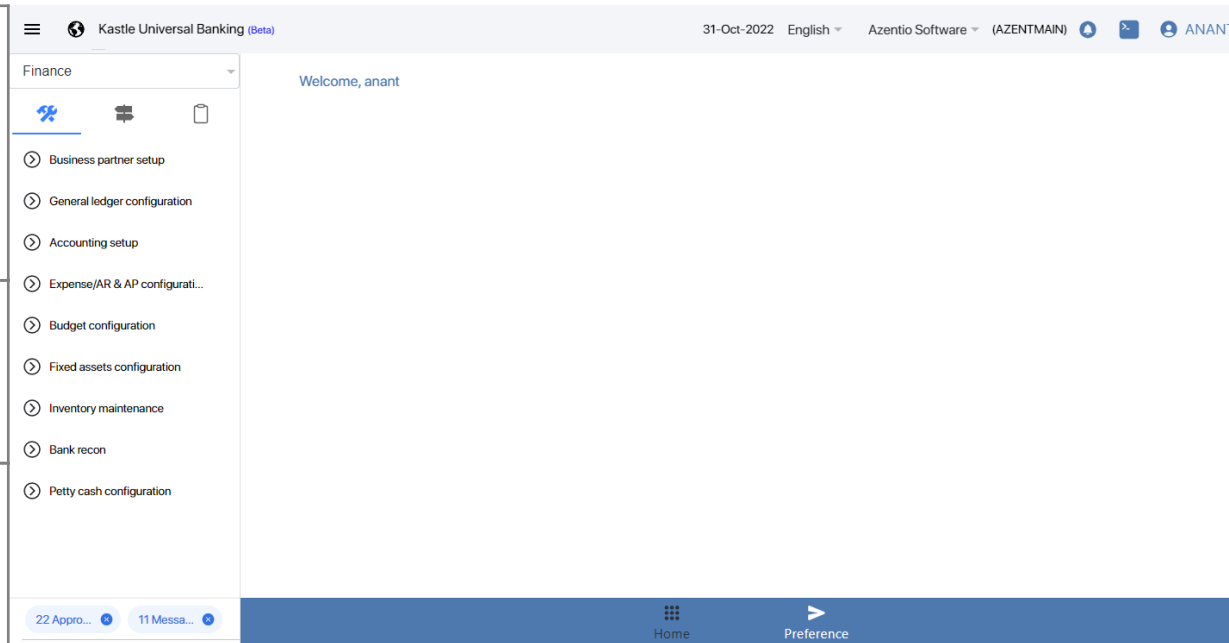 Kastle Universal Banking (Beta)
31-Oct-2022 English Azentio Software (AZENTMAIN) ANANT
Finance
Welcome, anant
Business partner setup
General ledger configuration
Accounting setup
Expense/AR & AP configurati...
Budget configuration
Fixed assets configuration
Inventory maintenance
Bank recon
Petty cash configuration
22 Appro... 11 Messa...
Home Preference